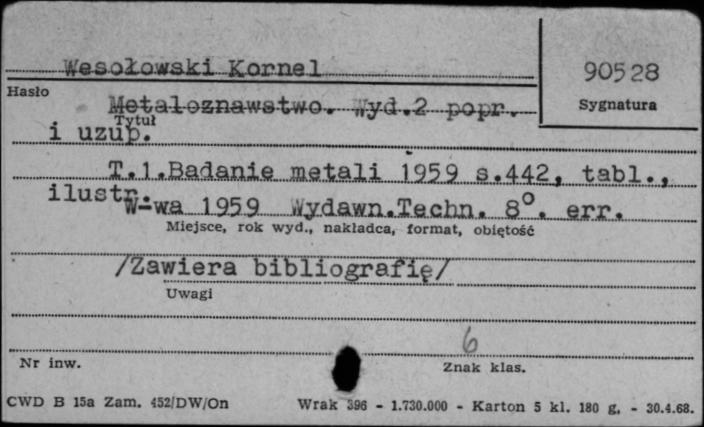 Wesołowski Kornel
90528
Hasło
Sygnatura
Metaloznawstwo. Wyd.2 popr.
Tytuł
i uzup.
T.1.Badanie metali 1959 s.442, tabl.,
ilustr.
W-wa 1959 Wydawn.Techn. 8°. err.
Miejsce, rok wyd., nakładca, format, objętość
/Zawiera bibliografię/
Uwagi
6
Nr inw.
Znak klas.
CWD B 15a Zam. 452/DW/On Wrak 396 - 1.730.000 - Karton 5 kl. 180 g. - 30.4.68.